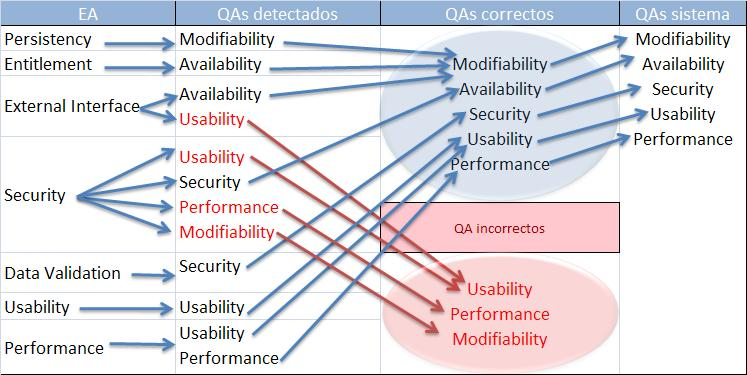 EA QAs detectados QAs correctos QAs sistema
Persistency
Entitlement
External Interface
Security
Data Validation
Usability
Performance
Modifiability
Availability
Availability
Usability
Usability
Security
Performance
Modifiability
Security
Usability
Usability
Performance
Modifiability
Availability
Security
Usability
Performance
QA incorrectos
Usability
Performance
Modifiability
Modifiability
Availability
Security
Usability
Performance